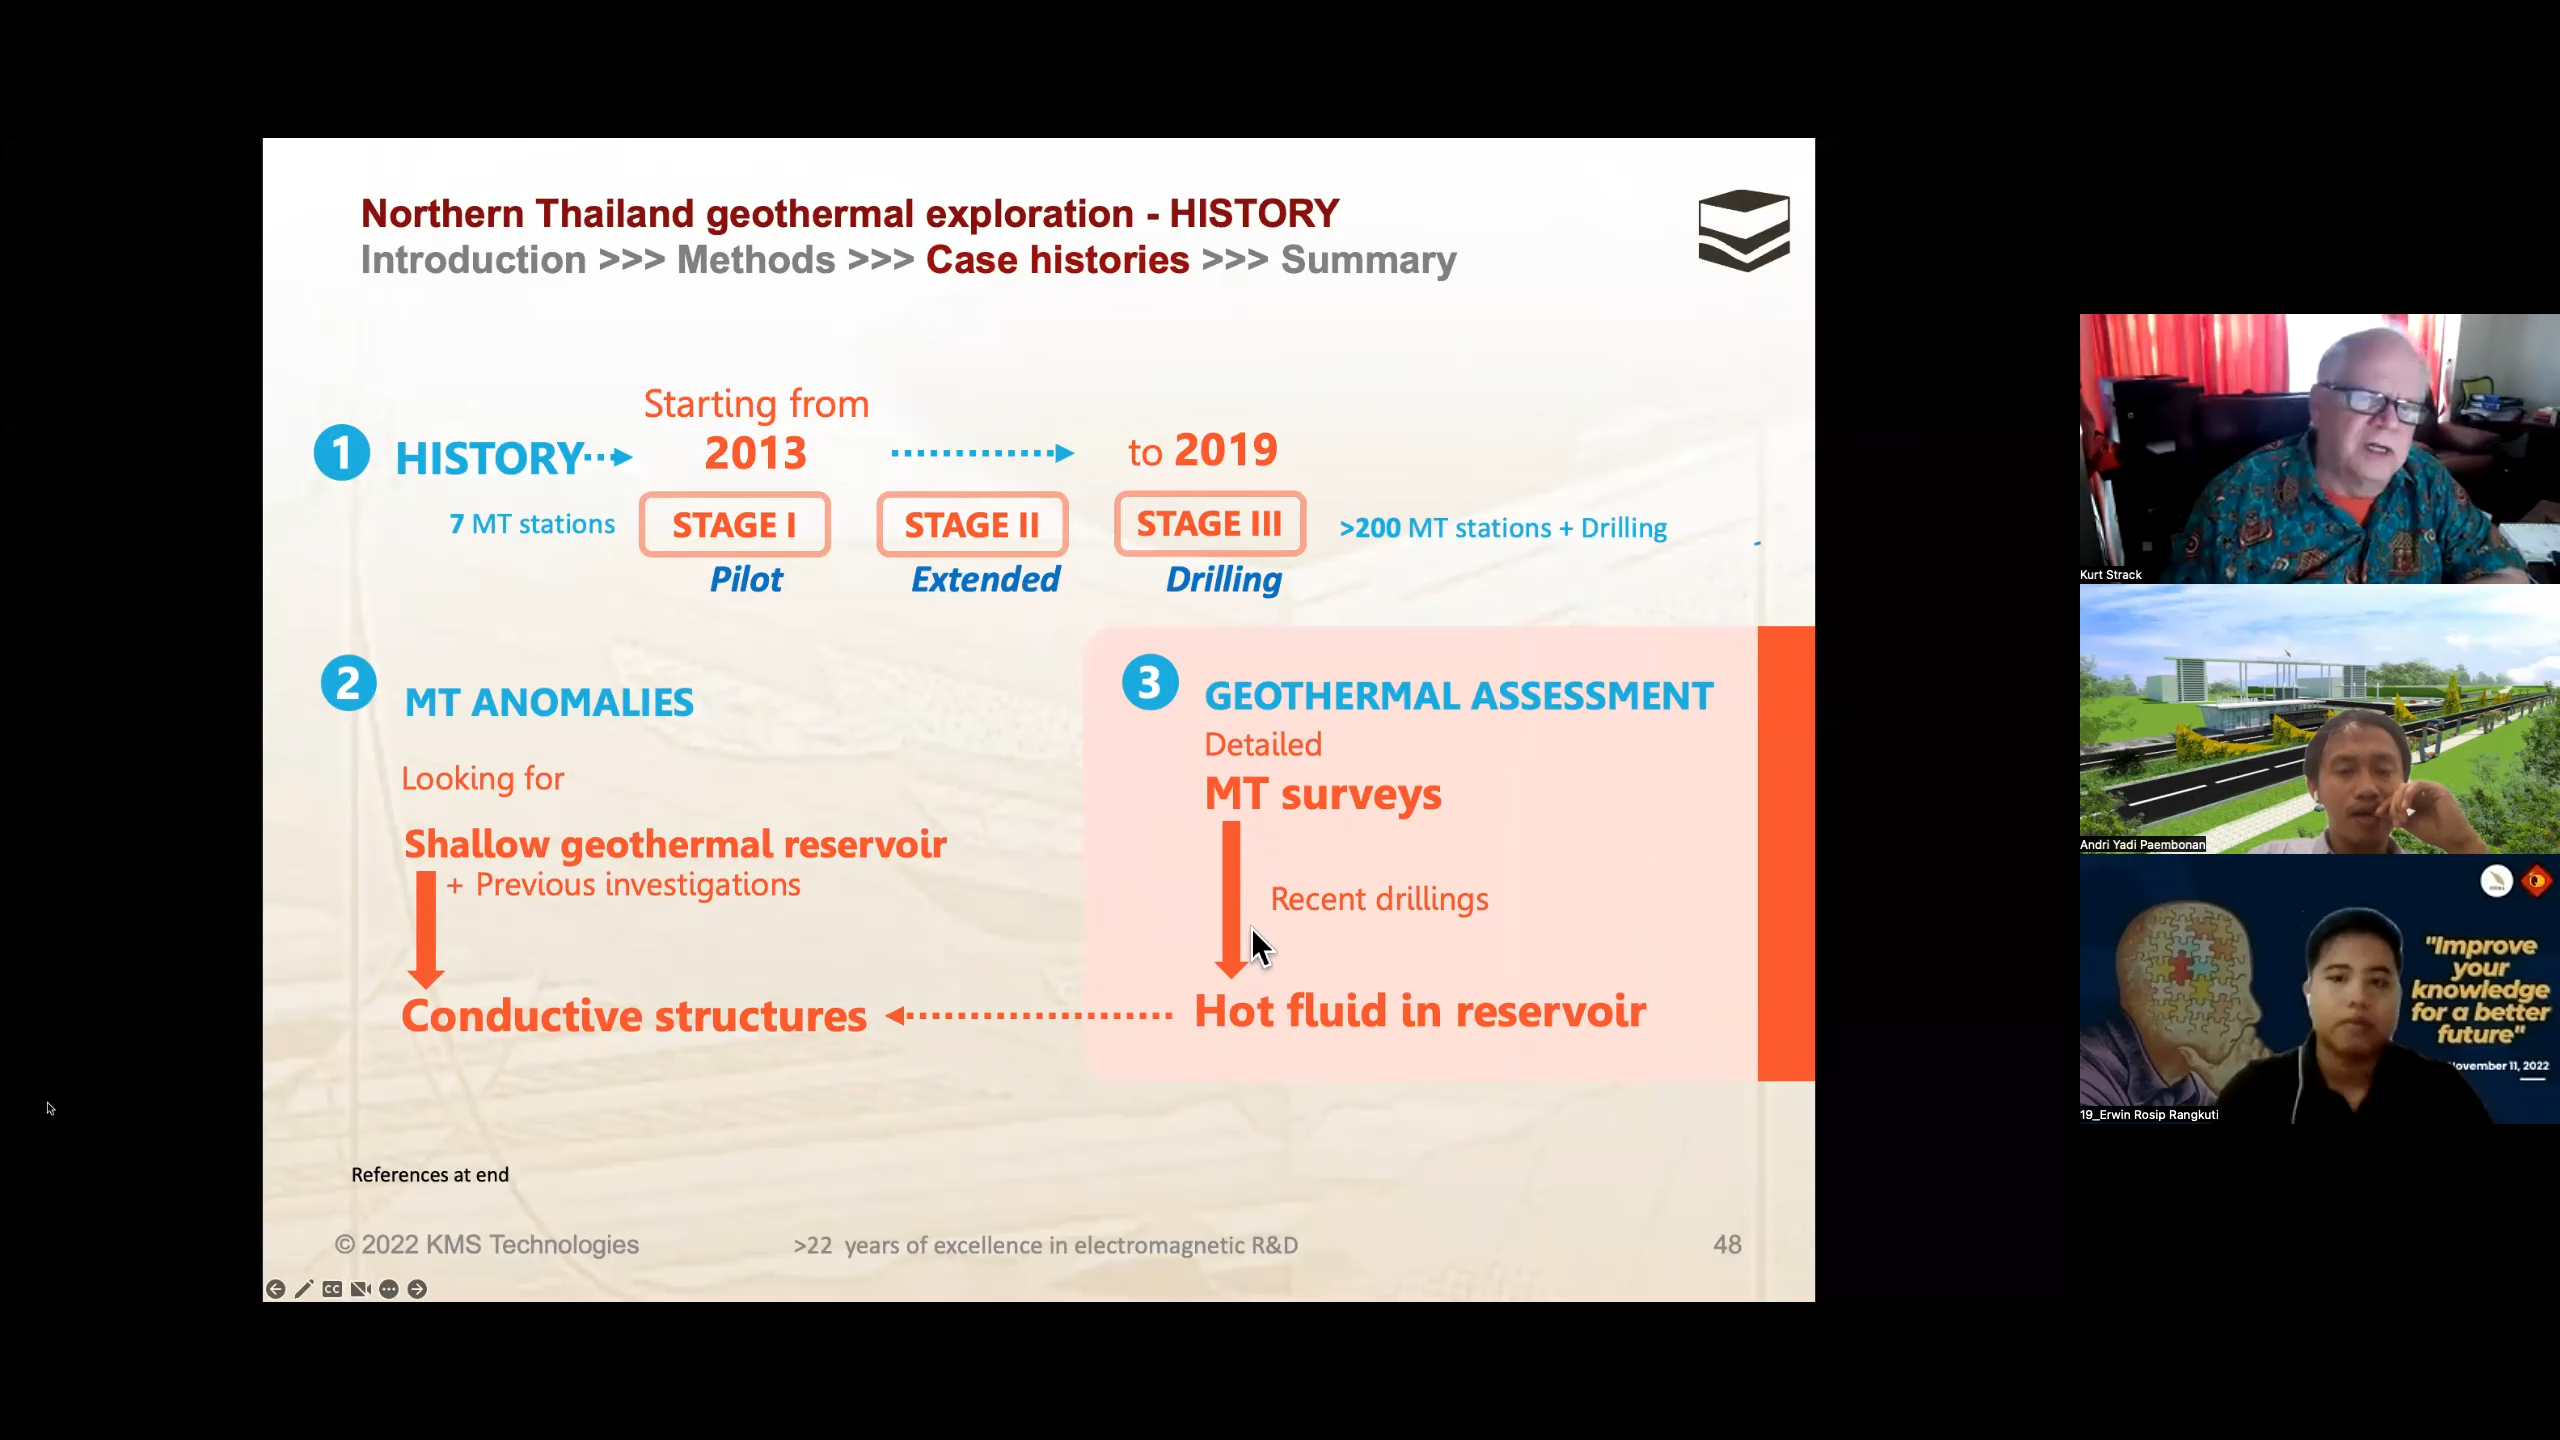 Northern Thailand geothermal exploration - HISTORY
Introduction >>> Methods >>> Case histories >>> Summary
1 HISTORY
Starting from
2013
to 2019
7 MT stations
STAGE I
STAGE II
STAGE III
>200 MT stations + Drilling
Pilot
Extended
Drilling
2 MT ANOMALIES
Looking for
Shallow geothermal reservoir
+ Previous investigations
Conductive structures
3 GEOTHERMAL ASSESSMENT
Detailed
MT surveys
Recent drillings
Hot fluid in reservoir
References at end
© 2022 KMS Technologies
>22 years of excellence in electromagnetic R&D
48
CC
Kurt Strack
Andri Yadi Paembonan
"Improve
your
knowledge
for a better
future"
ovember 11, 2022
19_Erwin Rosip Rangkuti